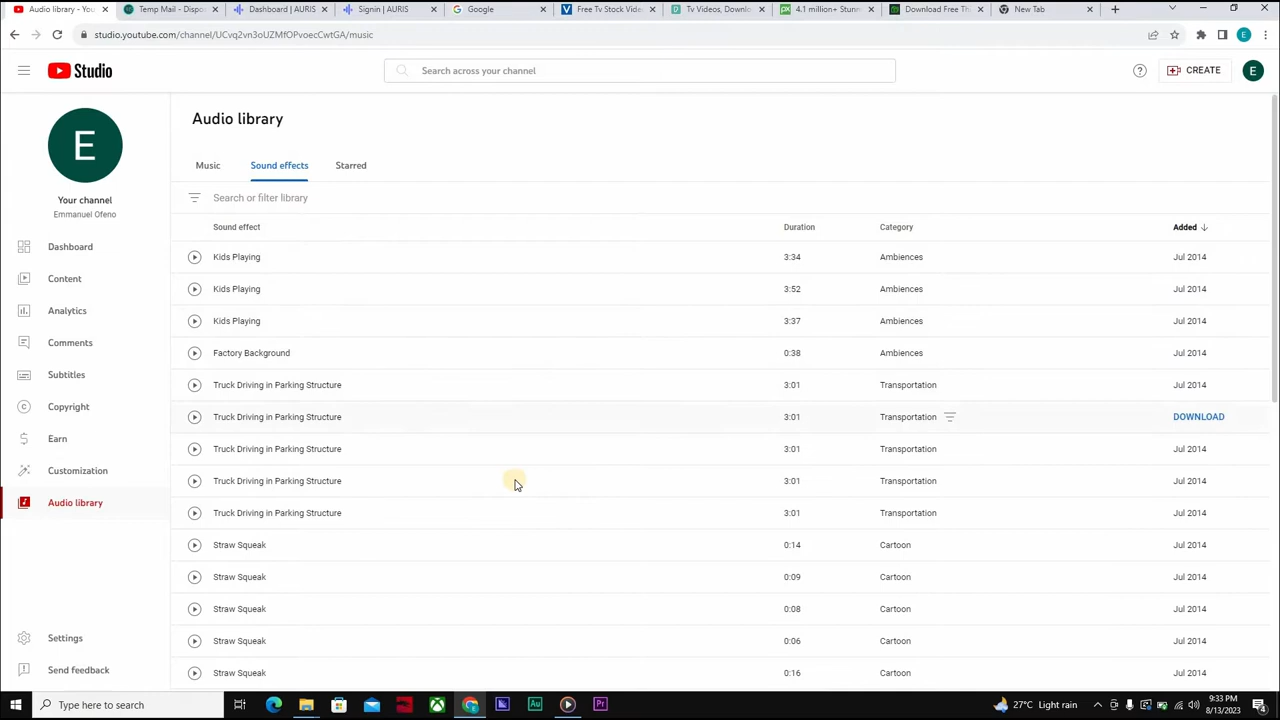 Audio library - You
Temp Mail - Dispo
Dashboard | AURIS
Signin | AURIS
Google
Free Tv Stock Vide
Tv Videos, Downlo
4.1 million+ Stunn
Download Free Th
New Tab
studio.youtube.com/channel/UCvq2vn3oUZMfOPvoecCwtGA/music
E
Studio
Search across your channel
CREATE
E
E
Your channel
Emmanuel Ofeno
Dashboard
Content
Analytics
Comments
Subtitles
Copyright
Earn
Customization
Audio library
Settings
Send feedback
Audio library
Music Sound effects Starred
Search or filter library
Sound effect Duration Category Added
Kids Playing 3:34 Ambiences Jul 2014
Kids Playing 3:52 Ambiences Jul 2014
Kids Playing 3:37 Ambiences Jul 2014
Factory Background 0:38 Ambiences Jul 2014
Truck Driving in Parking Structure 3:01 Transportation Jul 2014
Truck Driving in Parking Structure 3:01 Transportation DOWNLOAD
Truck Driving in Parking Structure 3:01 Transportation Jul 2014
Truck Driving in Parking Structure 3:01 Transportation Jul 2014
Truck Driving in Parking Structure 3:01 Transportation Jul 2014
Straw Squeak 0:14 Cartoon Jul 2014
Straw Squeak 0:09 Cartoon Jul 2014
Straw Squeak 0:08 Cartoon Jul 2014
Straw Squeak 0:06 Cartoon Jul 2014
Straw Squeak 0:16 Cartoon Jul 2014
Type here to search
Au
Pr
27°C Light rain
9:33 PM
8/13/2023